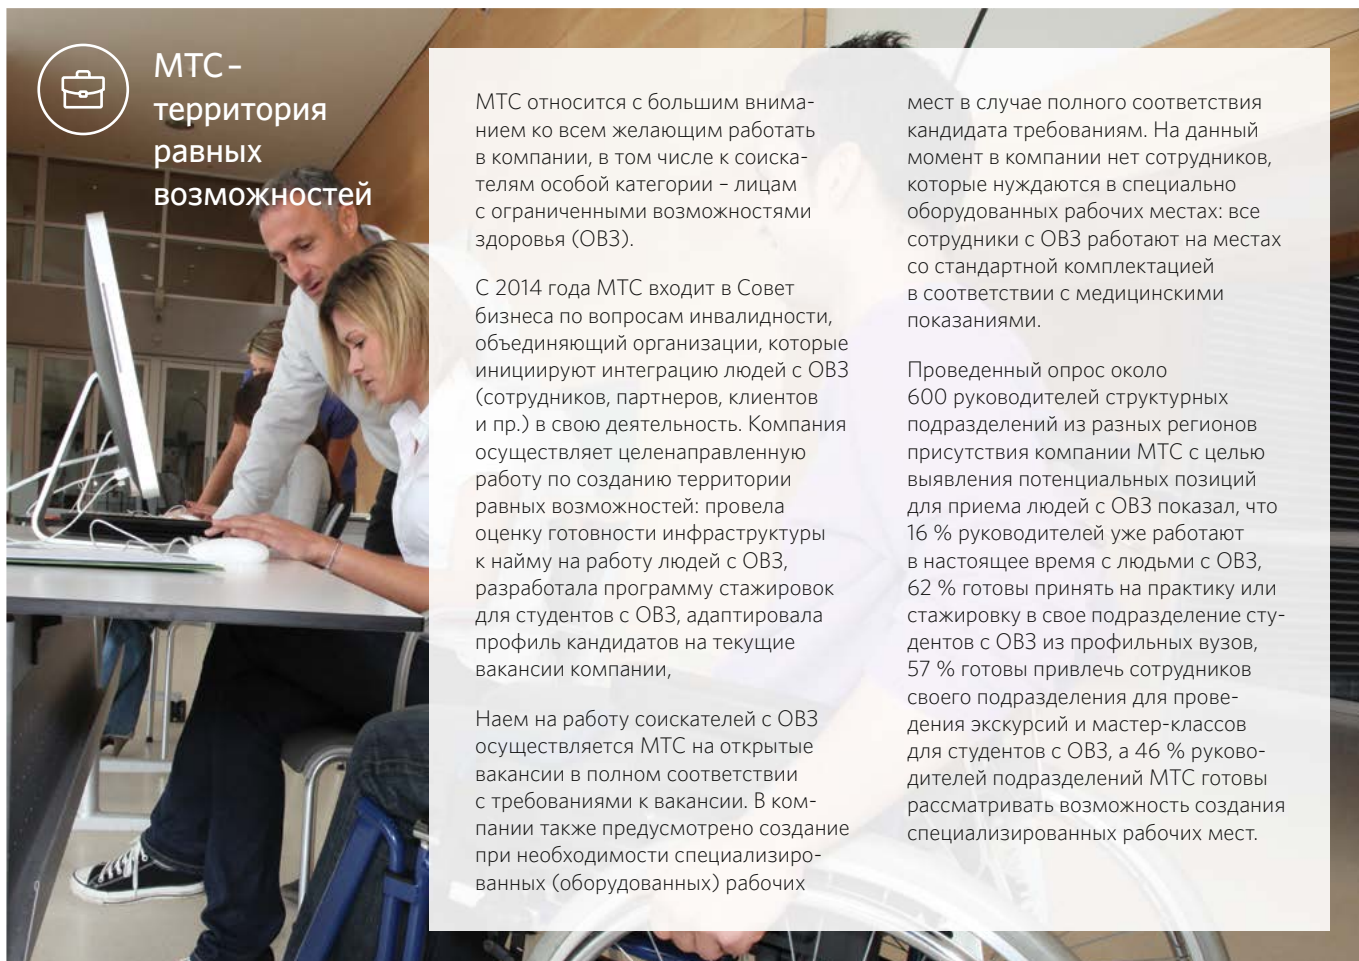 МТС –
территория
равных
возможностей
МТС относится с большим внима-
нием ко всем желающим работать
в компании, в том числе к соиска-
телям особой категории – лицам
с ограниченными возможностями
здоровья (ОВЗ).
С 2014 года МТС входит в Совет
бизнеса по вопросам инвалидности,
объединяющий организации, которые
инициируют интеграцию людей с ОВЗ
(сотрудников, партнеров, клиентов
и пр.) в свою деятельность. Компания
осуществляет целенаправленную
работу по созданию территории
равных возможностей: провела
оценку готовности инфраструктуры
к найму на работу людей с ОВЗ,
разработала программу стажировок
для студентов с ОВЗ, адаптировала
профиль кандидатов на текущие
вакансии компании,
Наем на работу соискателей с ОВЗ
осуществляется МТС на открытые
вакансии в полном соответствии
с требованиями к вакансии. В ком-
пании также предусмотрено создание
при необходимости специализиро-
ванных (оборудованных) рабочих
мест в случае полного соответствия
кандидата требованиям. На данный
момент в компании нет сотрудников,
которые нуждаются в специально
оборудованных рабочих местах: все
сотрудники с ОВЗ работают на местах
со стандартной комплектацией
в соответствии с медицинскими
показаниями.
Проведенный опрос около
600 руководителей структурных
подразделений из разных регионов
присутствия компании МТС с целью
выявления потенциальных позиций
для приема людей с ОВЗ показал, что
16 % руководителей уже работают
в настоящее время с людьми с ОВЗ,
62 % готовы принять на практику или
стажировку в свое подразделение сту-
дентов с ОВЗ из профильных вузов,
57 % готовы привлечь сотрудников
своего подразделения для прове-
дения экскурсий и мастер-классов
для студентов с ОВЗ, а 46 % руково-
дителей подразделений МТС готовы
рассматривать возможность создания
специализированных рабочих мест.